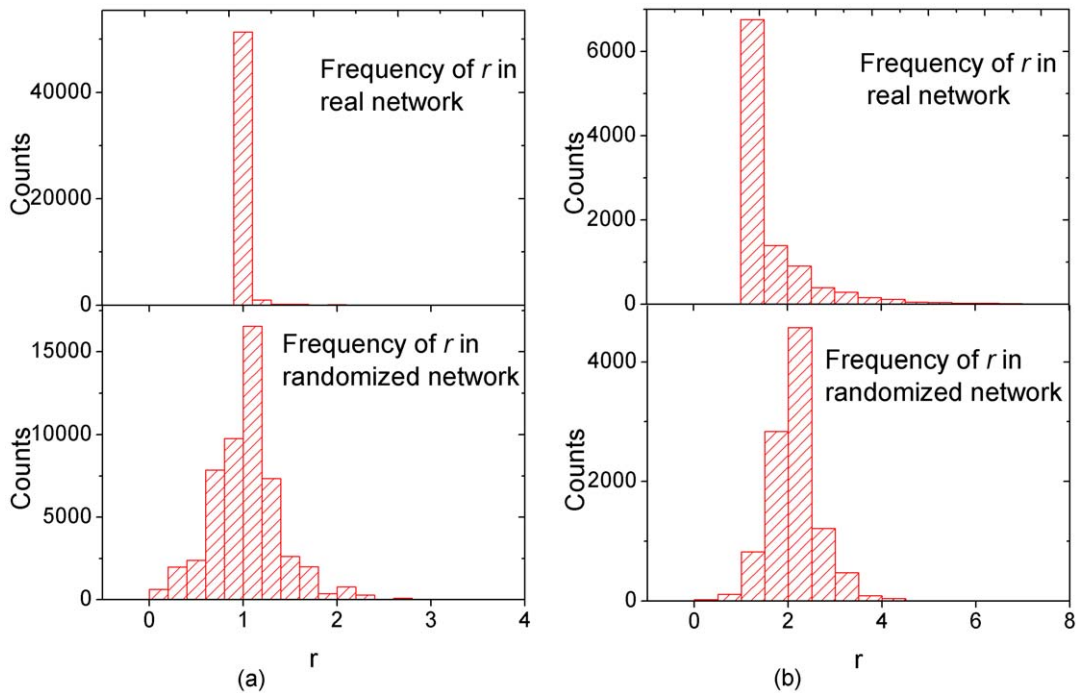 Frequency of r in
real network
Counts
40000
20000
0
Frequency of r in
randomized network
Counts
15000
10000
5000
0
0 1 2 3 4
r
(a)
Frequency of r in
real network
Counts
6000
4000
2000
0
Frequency of r in
randomized network
Counts
4000
2000
0
0 2 4 6 8
r
(b)